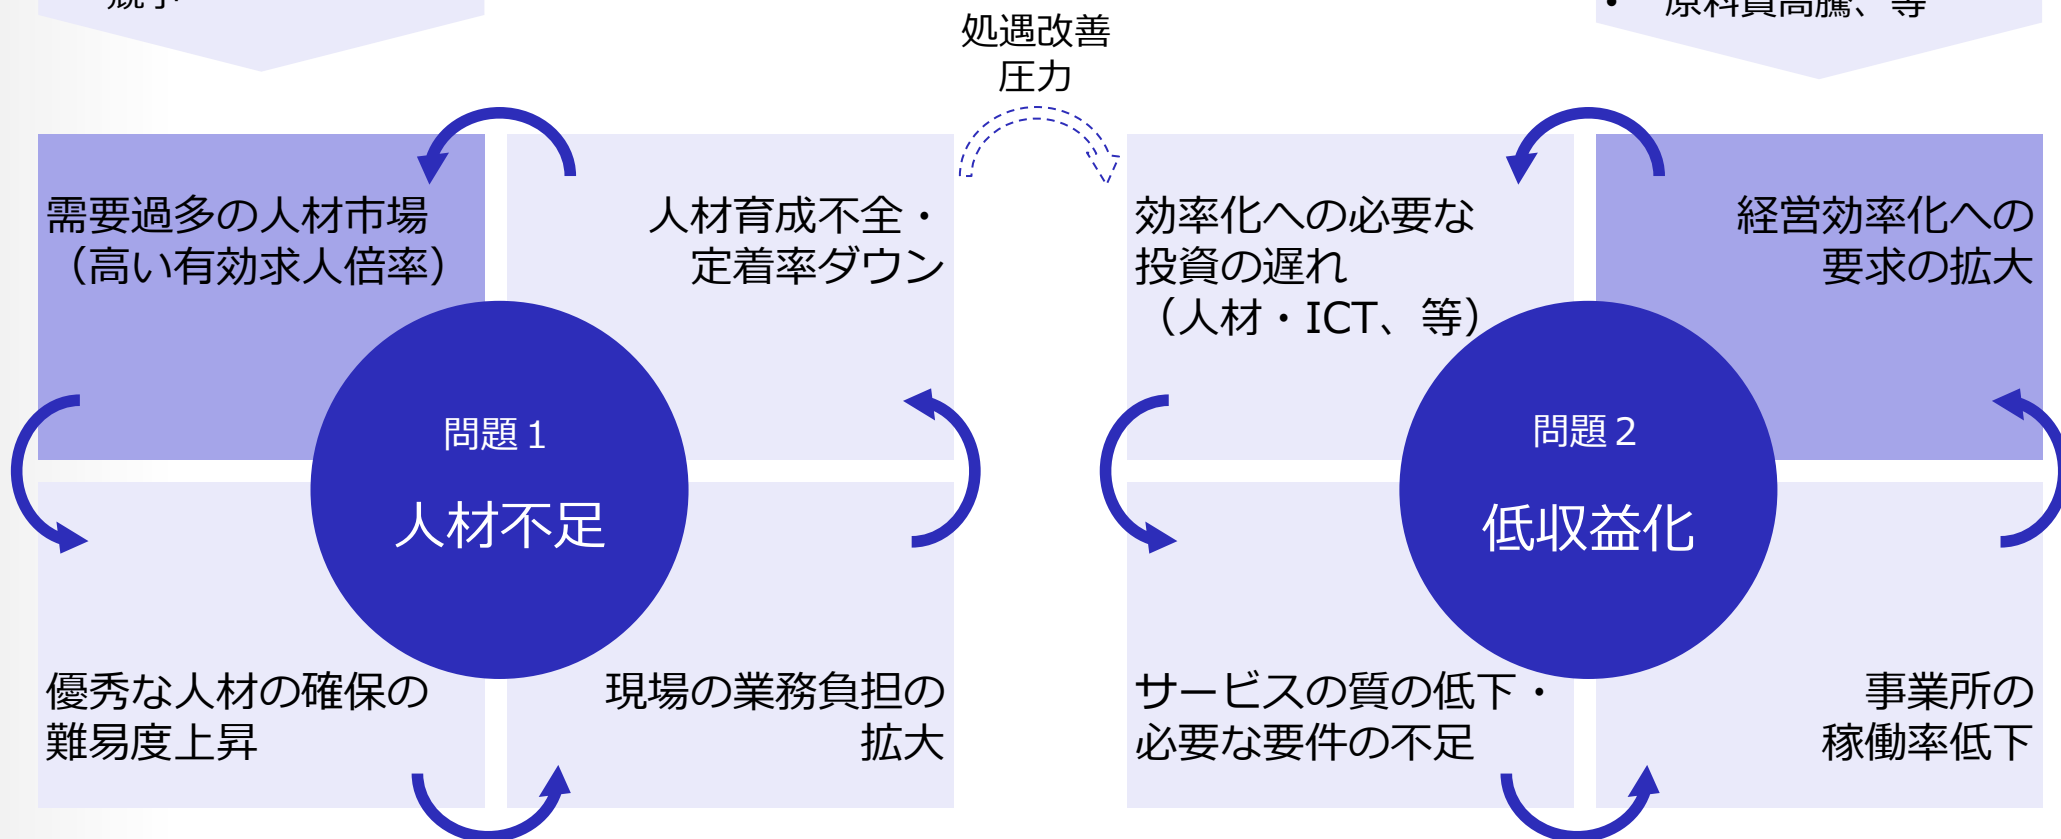 処遇改善
圧力
需要過多の人材市場
（高い有効求人倍率）
人材育成不全・
定着率ダウン
優秀な人材の確保の
難易度上昇
現場の業務負担の
拡大
問題１
人材不足
・ 原料費高騰、等
効率化への必要な
投資の遅れ
（人材・ICT、等）
経営効率化への
要求の拡大
サービスの質の低下・
必要な要件の不足
事業所の
稼働率低下
問題２
低収益化